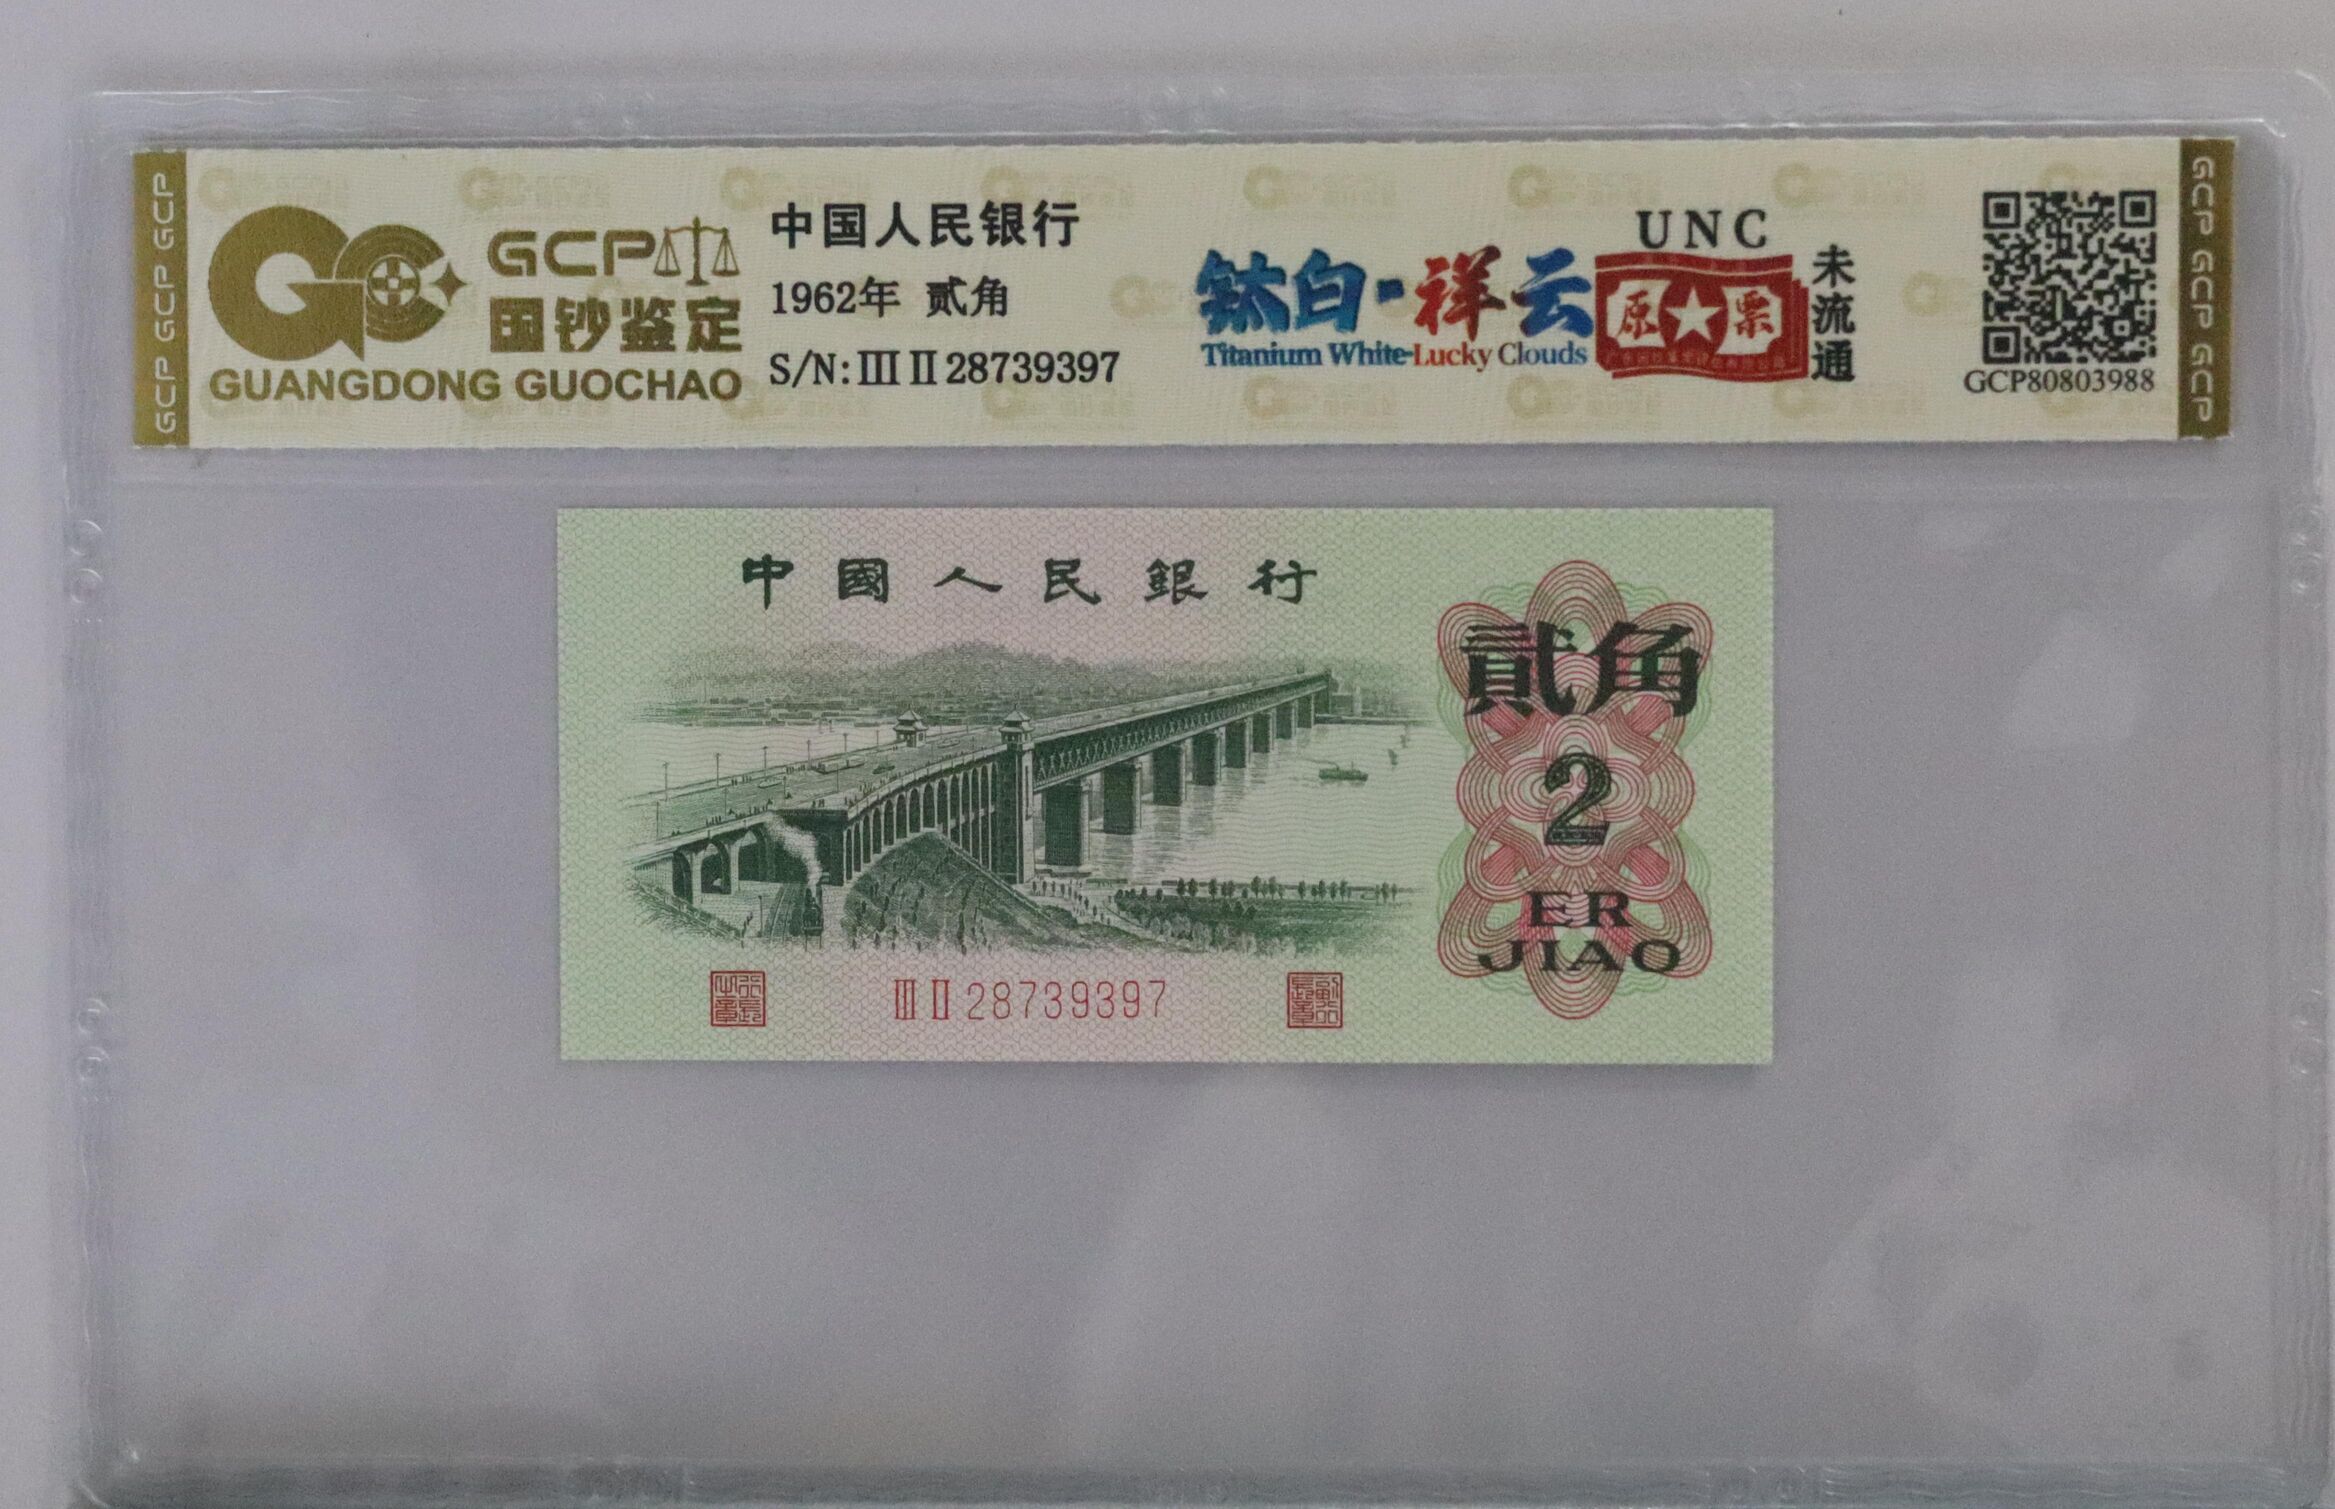 GCP GCP GCP
GCP
国钞鉴定
GUANGDONG GUOCHAO
中国人民银行
1962年 贰角
S/N: III II 28739397
钛白·祥云
Titanium White-Lucky Clouds
UNC
原★票
未流通
GCP80803988
GCP GCP GCP
中國人民銀行
貳角
2
ER
JIAO
III II 28739397